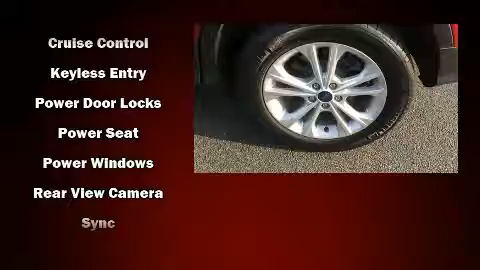 Cruise Control
Keyless Entry
Power Door Locks
Power Seat
Power Windows
Rear View Camera
Sync